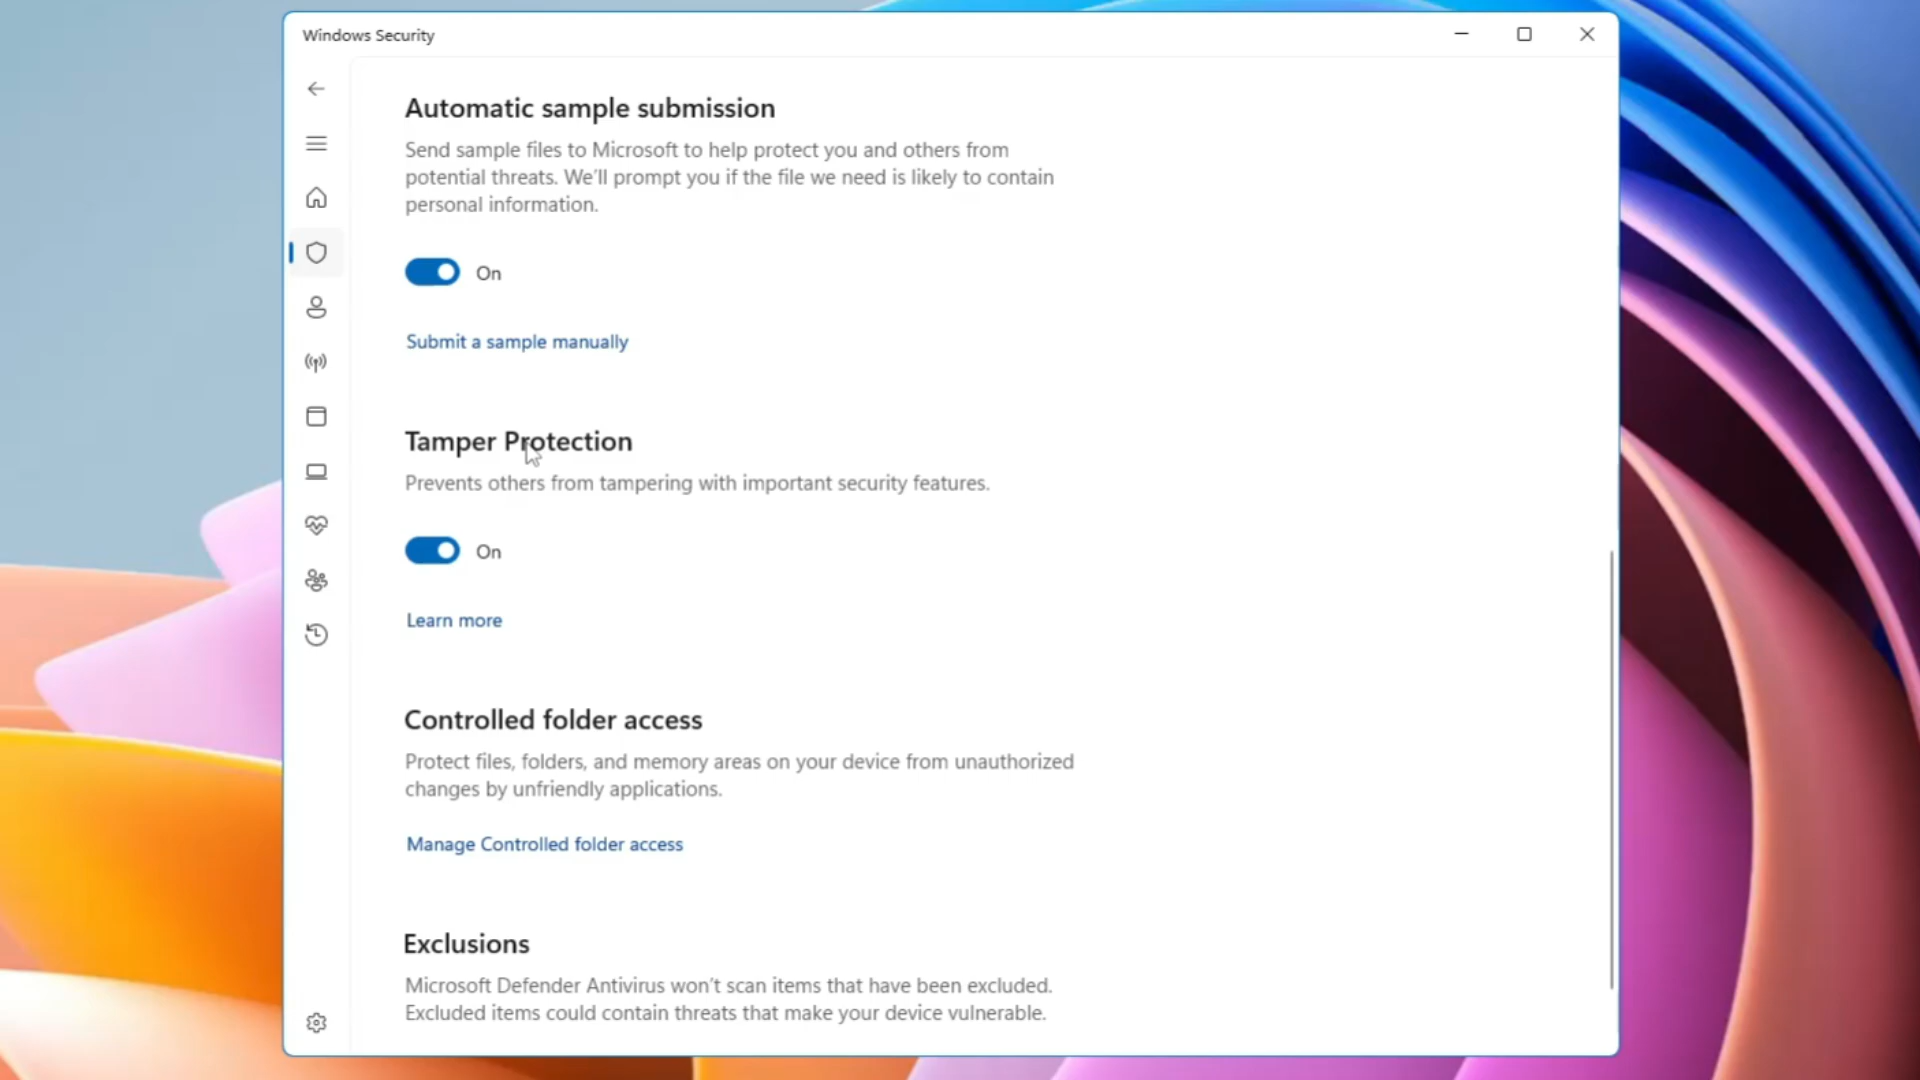 Windows Security
Automatic sample submission
Send sample files to Microsoft to help protect you and others from
potential threats. We'll prompt you if the file we need is likely to contain
personal information.
On
Submit a sample manually
Tamper Protection
Prevents others from tampering with important security features.
On
Learn more
Controlled folder access
Protect files, folders, and memory areas on your device from unauthorized
changes by unfriendly applications.
Manage Controlled folder access
Exclusions
Microsoft Defender Antivirus won't scan items that have been excluded.
Excluded items could contain threats that make your device vulnerable.